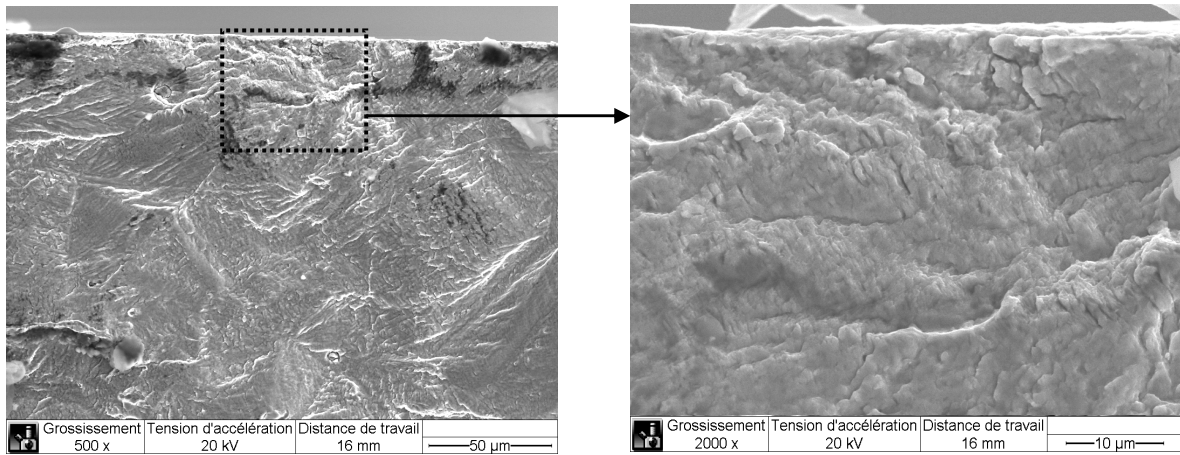 Grossissement Tension d'accélération Distance de travail
500 x 20 kV 16 mm 50 µm
Grossissement Tension d'accélération Distance de travail
2000 x 20 kV 16 mm 10 µm